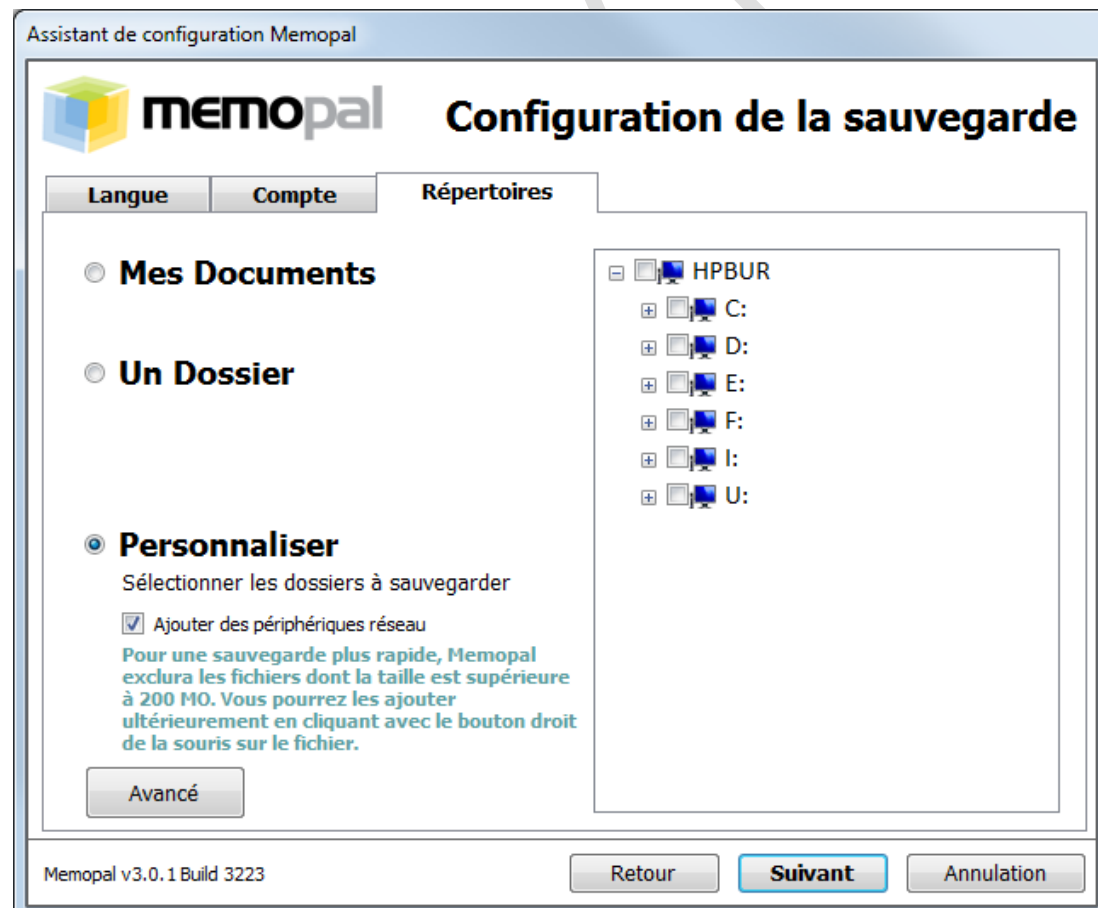 Assistant de configuration Memopal
memopal
Configuration de la sauvegarde
Langue
Compte
Répertoires
Mes Documents
Un Dossier
Personnaliser
Sélectionner les dossiers à sauvegarder
Ajouter des périphériques réseau
Pour une sauvegarde plus rapide, Memopal
exclura les fichiers dont la taille est supérieure
à 200 MO. Vous pourrez les ajouter
ultérieurement en cliquant avec le bouton droit
de la souris sur le fichier.
Avancé
HPBUR
C:
D:
E:
F:
I:
U:
Memopal v3.0.1 Build 3223
Retour
Suivant
Annulation